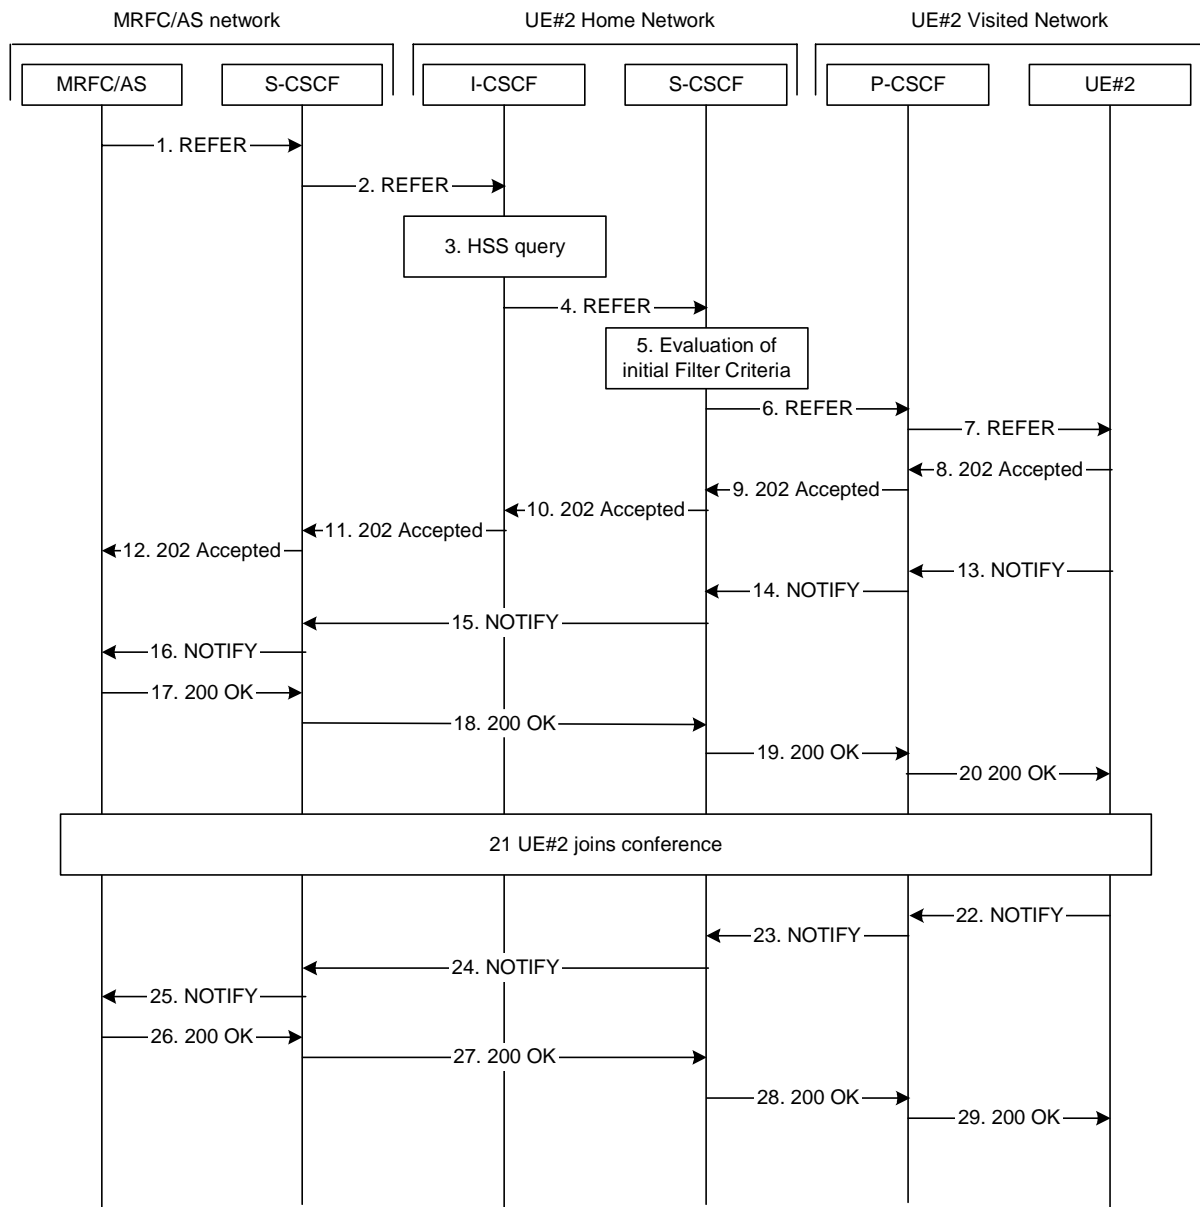 MRFC/AS network
UE#2 Home Network
UE#2 Visited Network
MRFC/AS
S-CSCF
I-CSCF
S-CSCF
P-CSCF
UE#2
1. REFER
2. REFER
3. HSS query
4. REFER
5. Evaluation of
initial Filter Criteria
6. REFER
7. REFER
8. 202 Accepted
9. 202 Accepted
10. 202 Accepted
11. 202 Accepted
12. 202 Accepted
13. NOTIFY
14. NOTIFY
15. NOTIFY
16. NOTIFY
17. 200 OK
18. 200 OK
19. 200 OK
20 200 OK
21 UE#2 joins conference
22. NOTIFY
23. NOTIFY
24. NOTIFY
25. NOTIFY
26. 200 OK
27. 200 OK
28. 200 OK
29. 200 OK